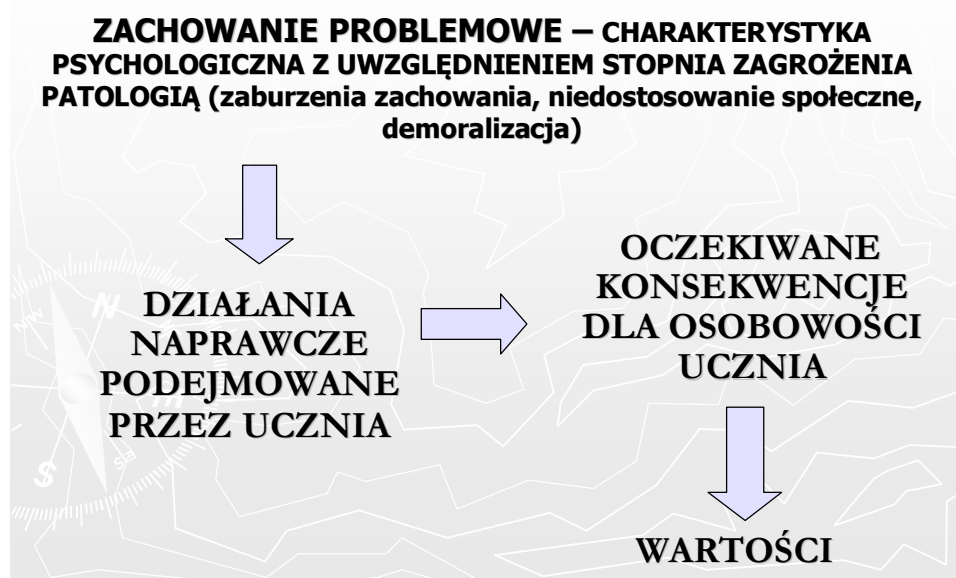 ZACHOWANIE PROBLEMOWE – CHARAKTERYSTYKA
PSYCHOLOGICZNA Z UWZGLĘDNIENIEM STOPNIA ZAGROŻENIA
PATOLOGIĄ (zaburzenia zachowania, niedostosowanie społeczne,
demoralizacja)
DZIAŁANIA
NAPRAWCZE
PODEJMOWANE
PRZEZ UCZNIA
OCZEKIWANE
KONSEKWENCJE
DLA OSOBOWOŚCI
UCZNIA
WARTOŚCI
NW
N
E
S